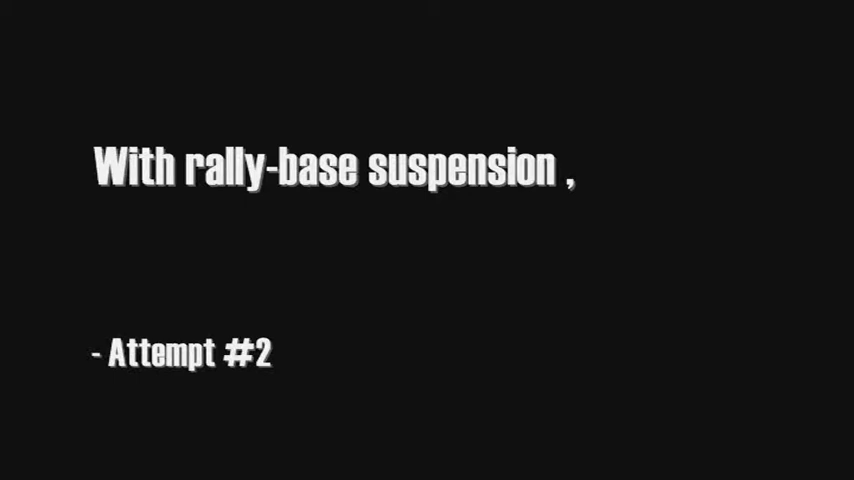 With rally-base suspension ,
- Attempt #2